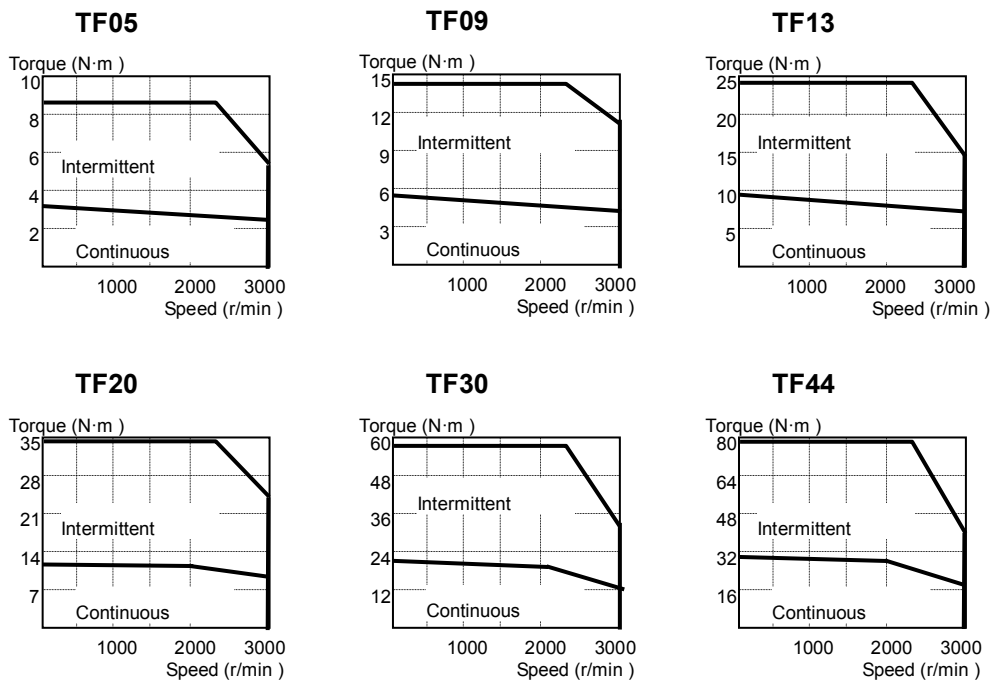 TF05
Torque (N·m )
10
8
6
4
2
Intermittent
Continuous
1000 2000 3000
Speed (r/min )
TF09
Torque (N·m )
15
12
9
6
3
Intermittent
Continuous
1000 2000 3000
Speed (r/min )
TF13
Torque (N·m )
25
20
15
10
5
Intermittent
Continuous
1000 2000 3000
Speed (r/min )
TF20
Torque (N·m )
35
28
21
14
7
Intermittent
Continuous
1000 2000 3000
Speed (r/min )
TF30
Torque (N·m )
60
48
36
24
12
Intermittent
Continuous
1000 2000 3000
Speed (r/min )
TF44
Torque (N·m )
80
64
48
32
16
Intermittent
Continuous
1000 2000 3000
Speed (r/min )